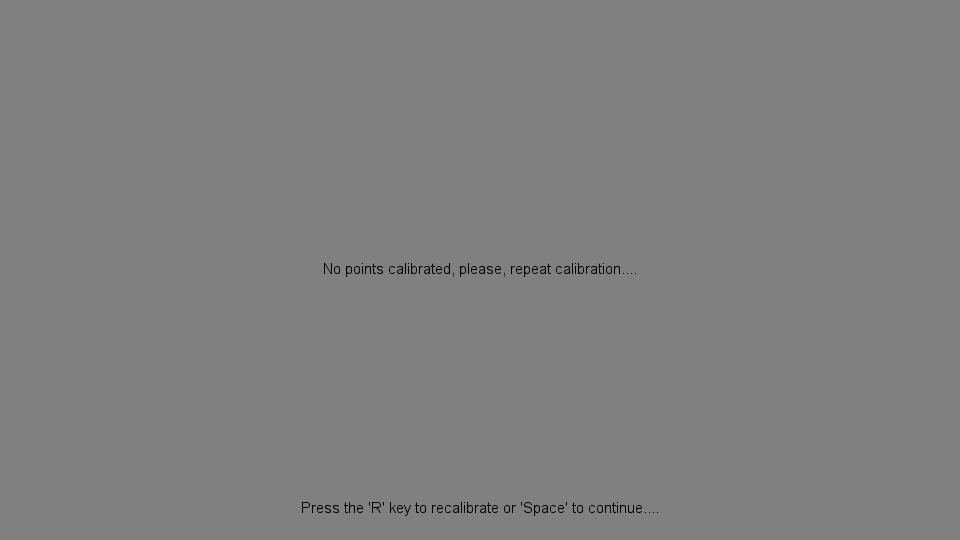 No points calibrated, please, repeat calibration....
Press the 'R' key to recalibrate or 'Space' to continue....